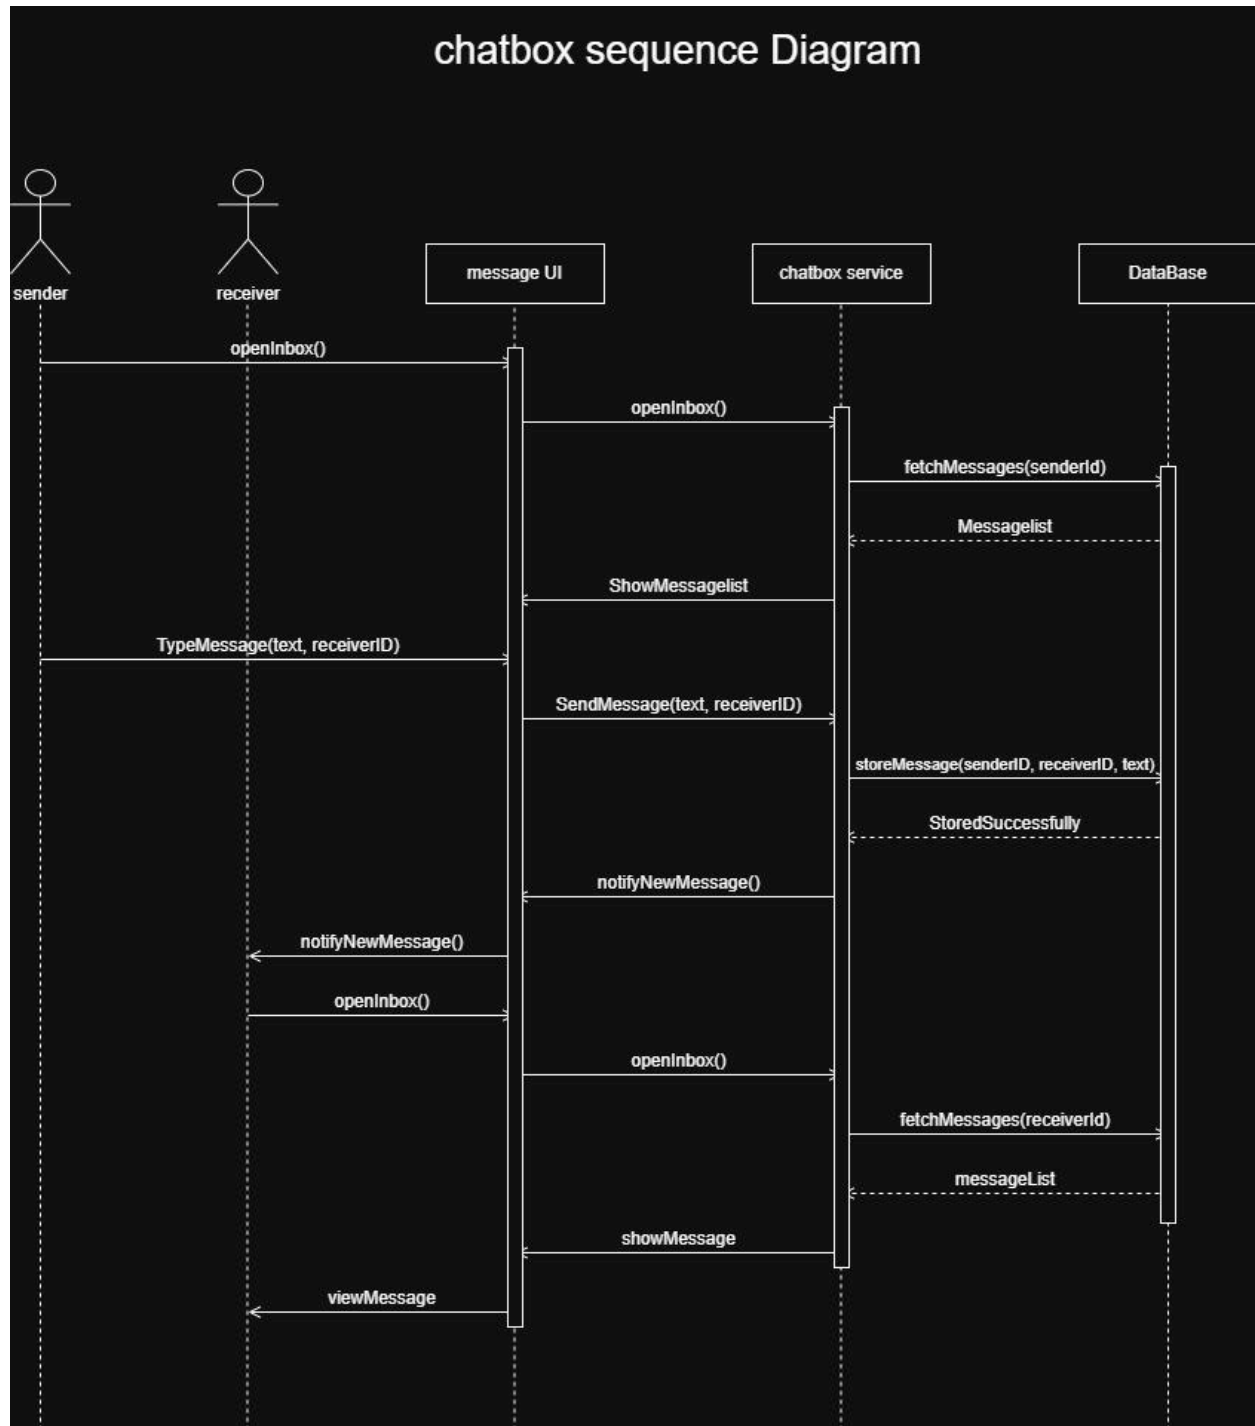 chatbox sequence Diagram
sender
receiver
message UI
chatbox service
DataBase
openInbox()
openInbox()
fetchMessages(senderId)
Messagelist
ShowMessagelist
TypeMessage(text, receiverID)
SendMessage(text, receiverID)
storeMessage(senderID, receiverID, text)
StoredSuccessfully
notifyNewMessage()
notifyNewMessage()
openInbox()
openInbox()
fetchMessages(receiverId)
messageList
showMessage
viewMessage